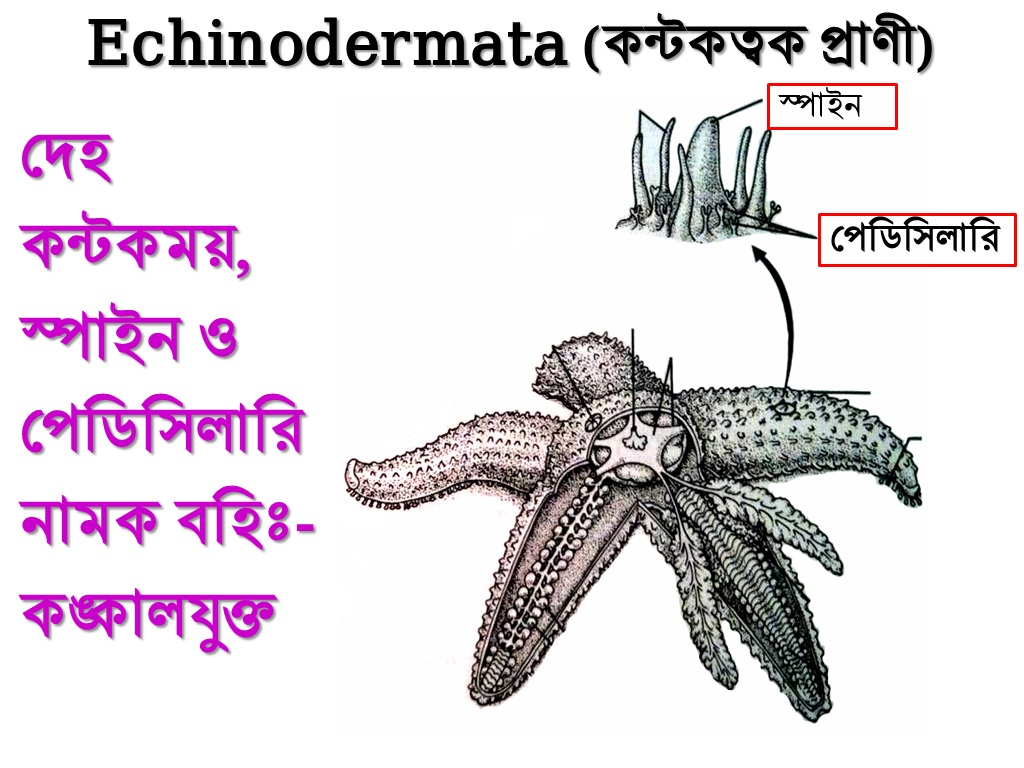 Echinodermata (কন্টকত্বক প্রাণী)
স্পাইন
পেডিসিলারি
দেহ
কন্টকময়,
স্পাইন ও
পেডিসিলারি
নামক বহিঃ-
কঙ্কালযুক্ত